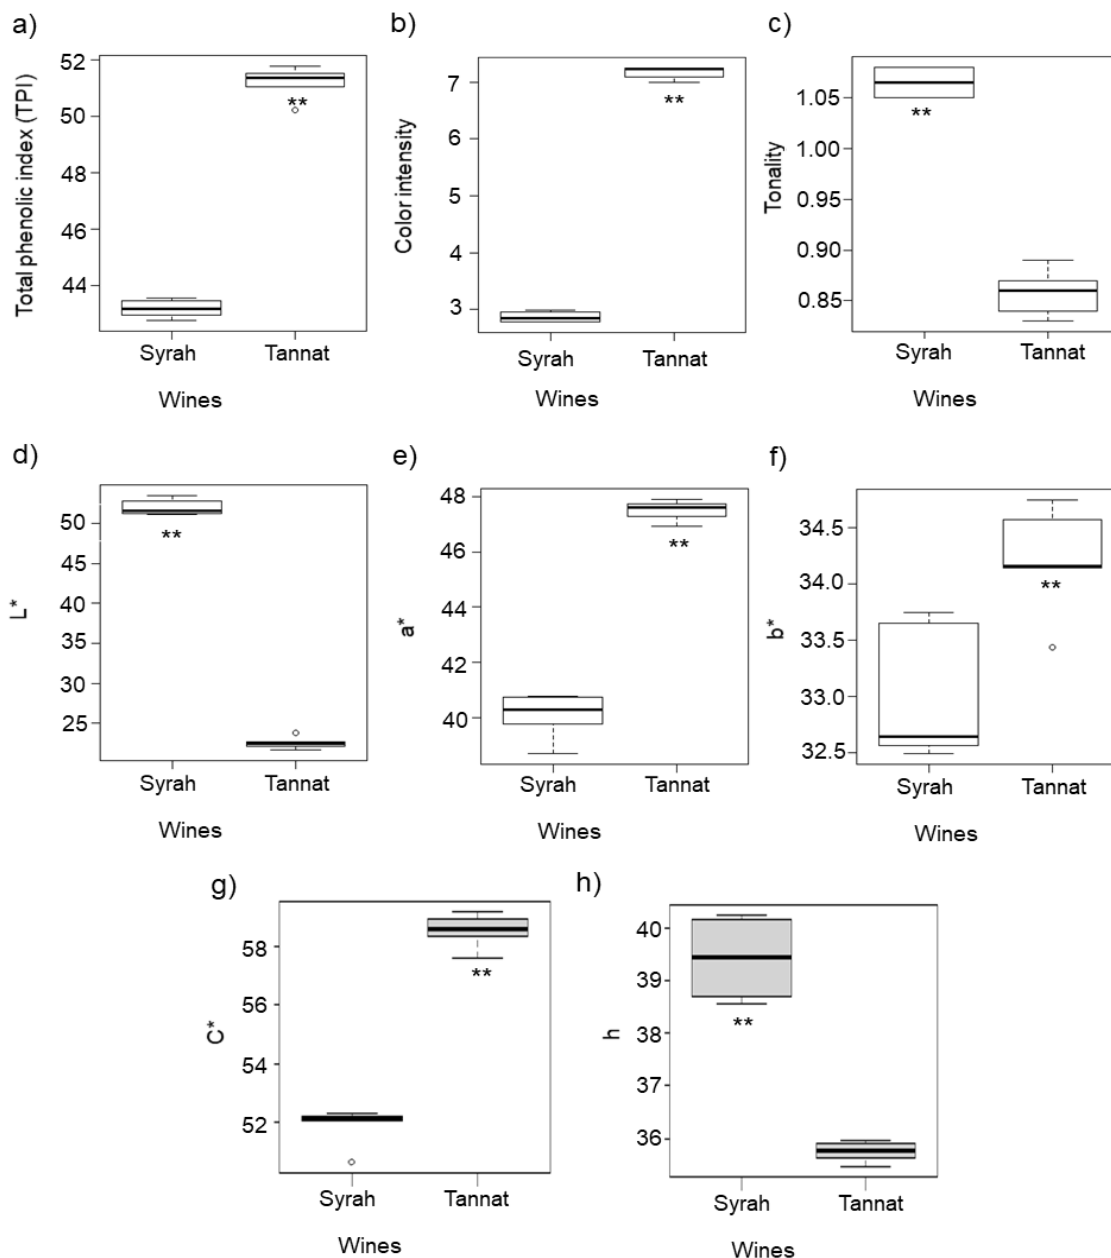 a)
Total phenolic index (TPI)
52
50
48
46
44
**
Syrah Tannat
Wines
b)
Color intensity
7
6
5
4
3
**
Syrah Tannat
Wines
c)
Tonality
1.05
1.00
0.95
0.90
0.85
**
Syrah Tannat
Wines
d)
L*
50
45
40
35
30
25
**
Syrah Tannat
Wines
e)
a*
48
46
44
42
40
**
Syrah Tannat
Wines
f)
b*
34.5
34.0
33.5
33.0
32.5
**
Syrah Tannat
Wines
g)
C*
58
56
54
52
**
Syrah Tannat
Wines
h)
h
40
39
38
37
36
**
Syrah Tannat
Wines